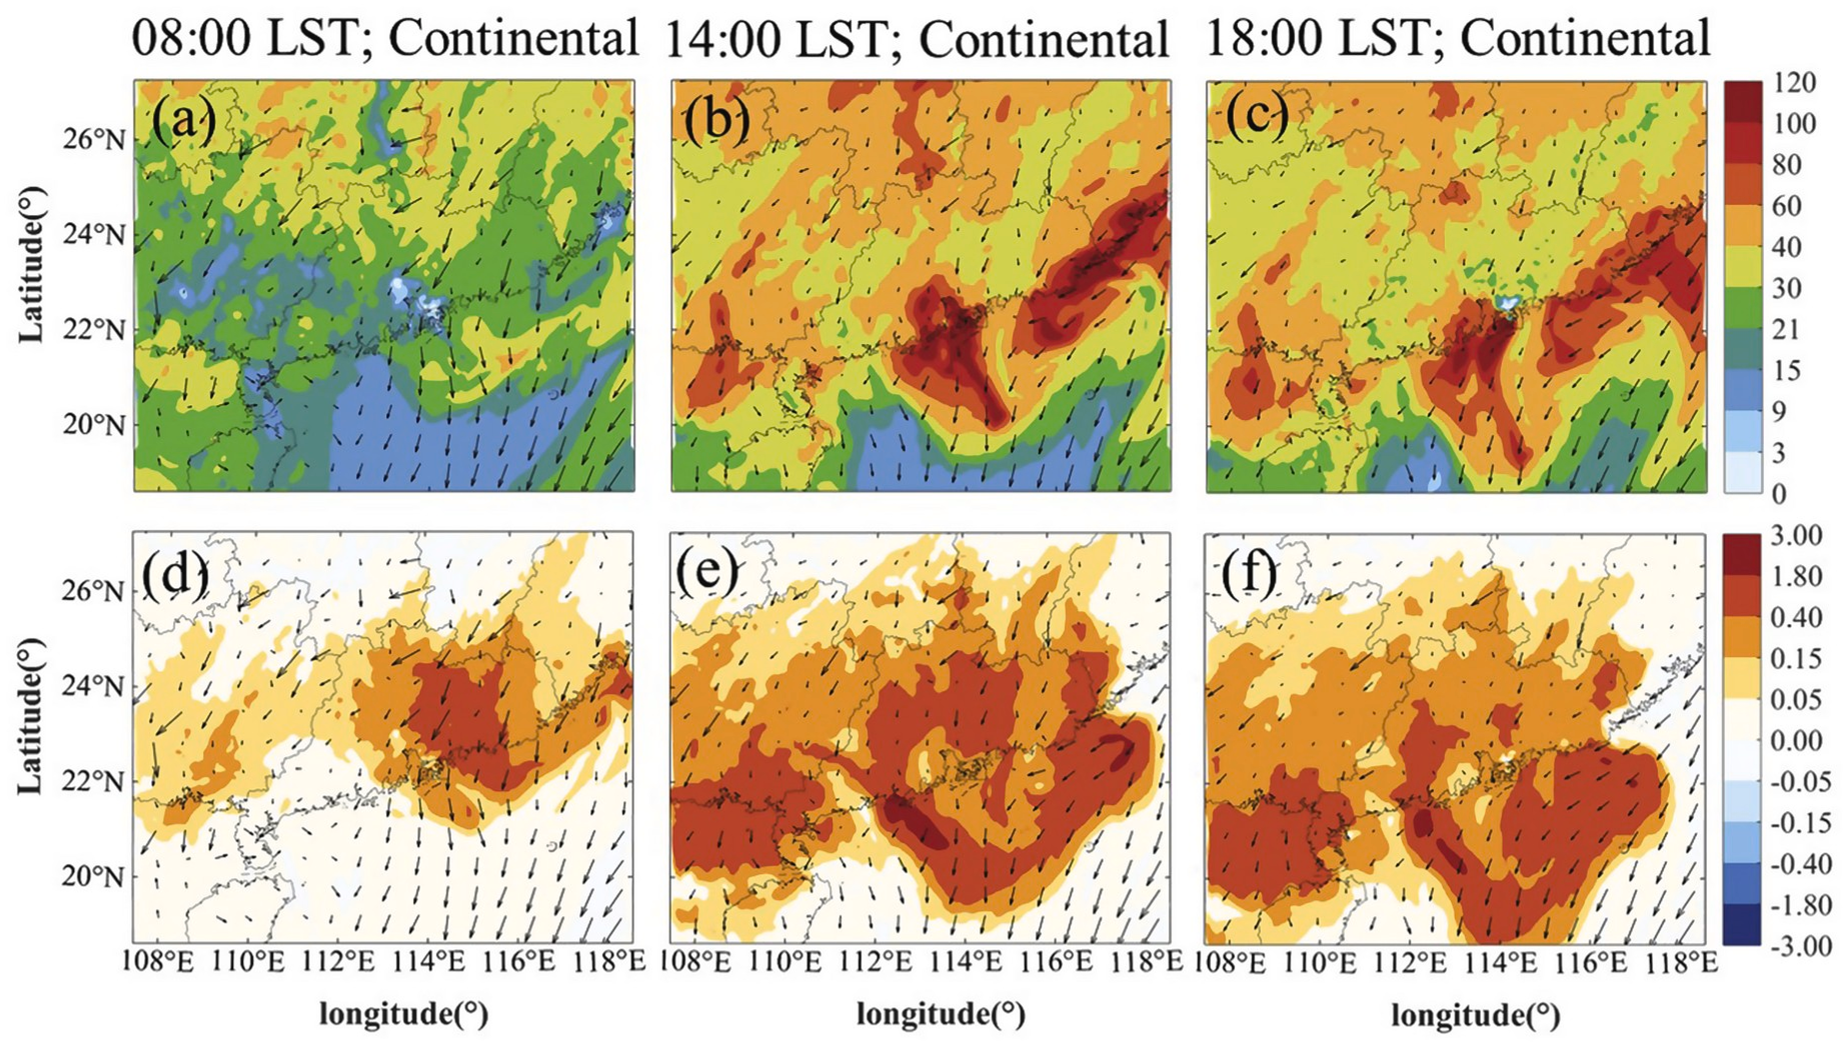 08:00 LST; Continental 14:00 LST; Continental 18:00 LST; Continental
(a) (b) (c)
Latitude(°)
26°N
24°N
22°N
20°N
120
100
80
60
40
30
21
15
9
3
0
(d) (e) (f)
Latitude(°)
26°N
24°N
22°N
20°N
3.00
1.80
0.40
0.15
0.05
0.00
-0.05
-0.15
-0.40
-1.80
-3.00
108°E 110°E 112°E 114°E 116°E 118°E 108°E 110°E 112°E 114°E 116°E 118°E 108°E 110°E 112°E 114°E 116°E 118°E
longitude(°) longitude(°) longitude(°)